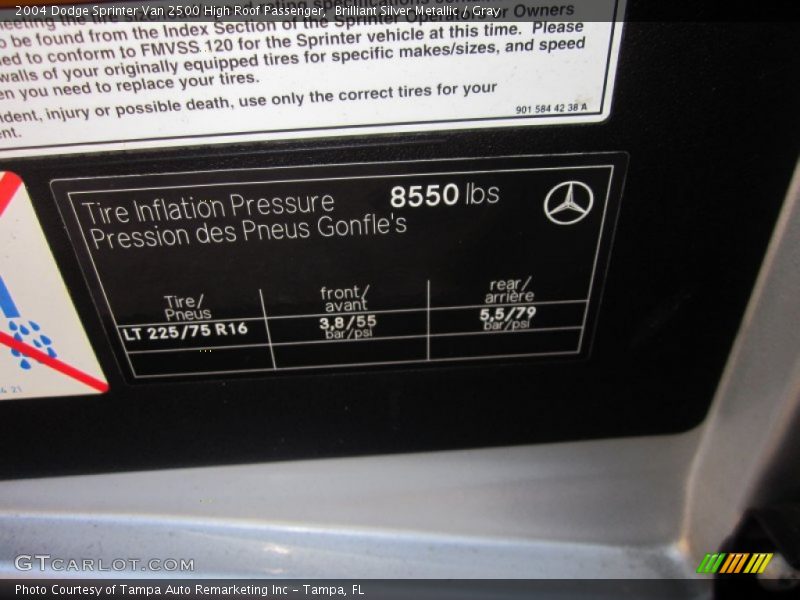 2004 Dodge Sprinter Van 2500 High Roof Passenger, Brilliant Silver Metallic / Gray
be found from the Index Section of the Sprinter Operator or Owners
ed to conform to FMVSS 120 for the Sprinter vehicle at this time. Please
walls of your originally equipped tires for specific makes/sizes, and speed
en you need to replace your tires.
ident, injury or possible death, use only the correct tires for your
ent.
901 584 42 38 A
Tire Inflation Pressure 8550 lbs
Pression des Pneus Gonfle's
Tire/ front/ rear/
Pneus avant arrière
LT 225/75 R16 3,8/55 5,5/79
bar/psi bar/psi
21
GTCARLOT.COM
Photo Courtesy of Tampa Auto Remarketing Inc - Tampa, FL